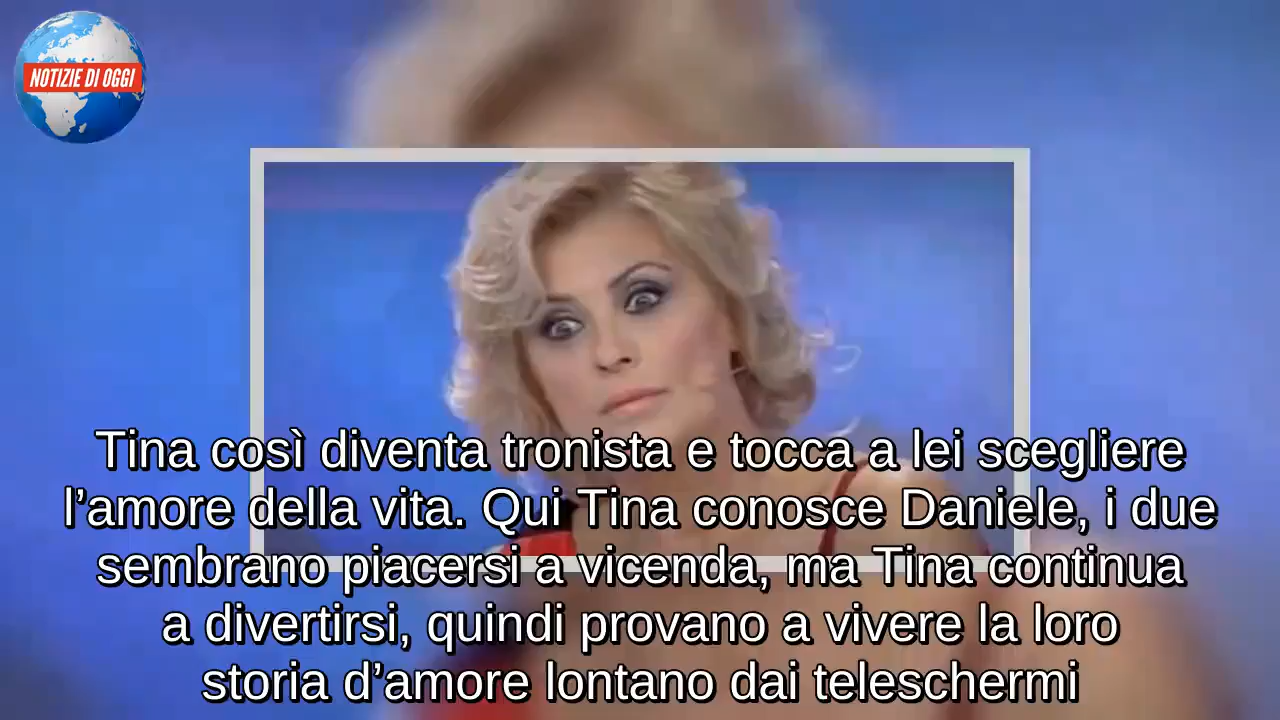 NOTIZIE DI OGGI
Tina così diventa tronista e tocca a lei scegliere
l’amore della vita. Qui Tina conosce Daniele, i due
sembrano piacersi a vicenda, ma Tina continua
a divertirsi, quindi provano a vivere la loro
storia d’amore lontano dai teleschermi